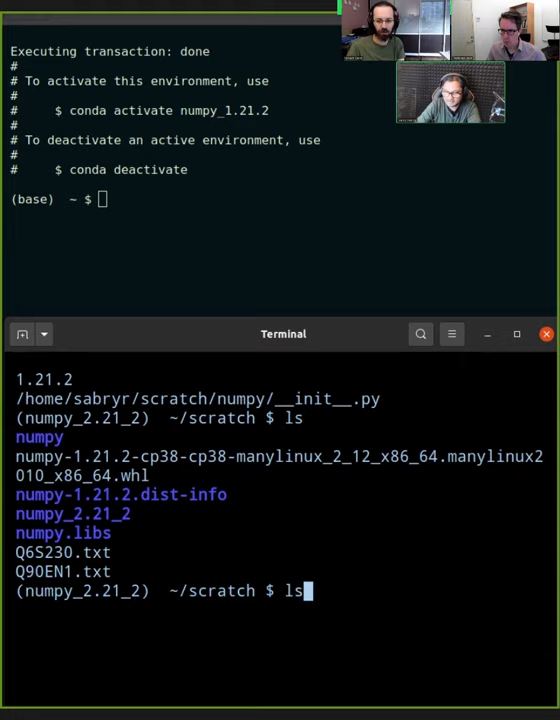 Executing transaction: done
#
# To activate this environment, use
#
#     $ conda activate numpy_1.21.2
#
# To deactivate an active environment, use
#
#     $ conda deactivate
(base)  ~ $
Terminal
1.21.2
/home/sabryr/scratch/numpy/__init__.py
(numpy_2.21_2)  ~/scratch $ ls
numpy
numpy-1.21.2-cp38-cp38-manylinux_2_12_x86_64.manylinux2
010_x86_64.whl
numpy-1.21.2.dist-info
numpy_2.21_2
numpy.libs
Q6S230.txt
Q90EN1.txt
(numpy_2.21_2)  ~/scratch $ ls